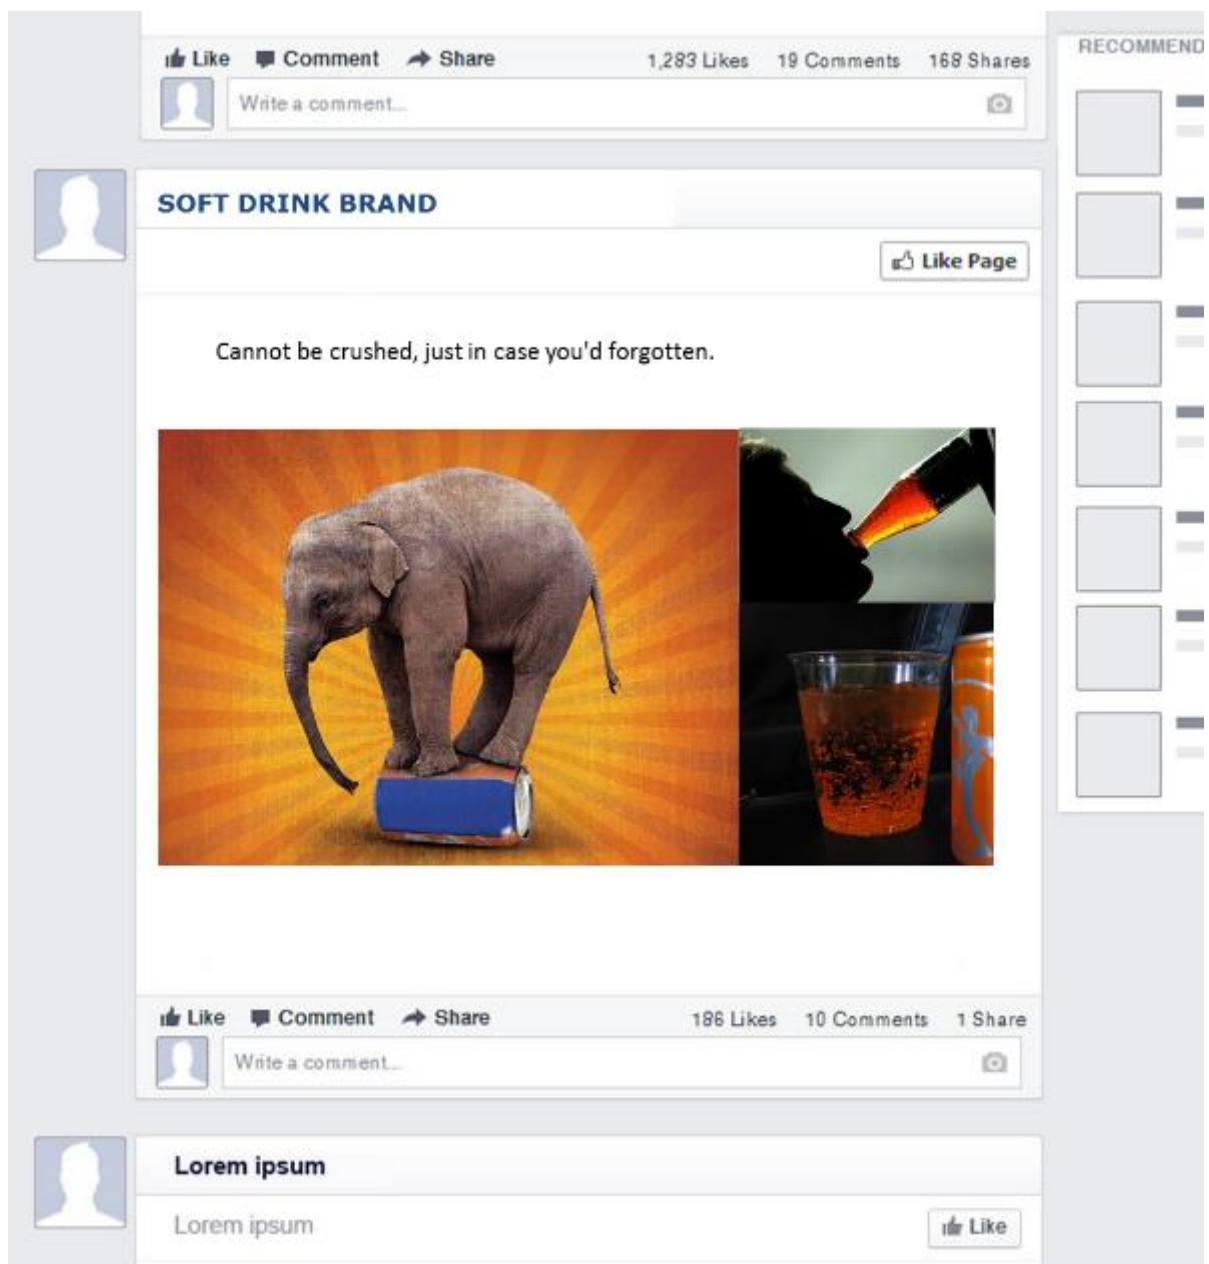 Like Comment Share 1,283 Likes 19 Comments 168 Shares
Write a comment...
RECOMMEND
SOFT DRINK BRAND
Like Page
Cannot be crushed, just in case you'd forgotten.
Like Comment Share 186 Likes 10 Comments 1 Share
Write a comment...
Lorem ipsum
Lorem ipsum
Like